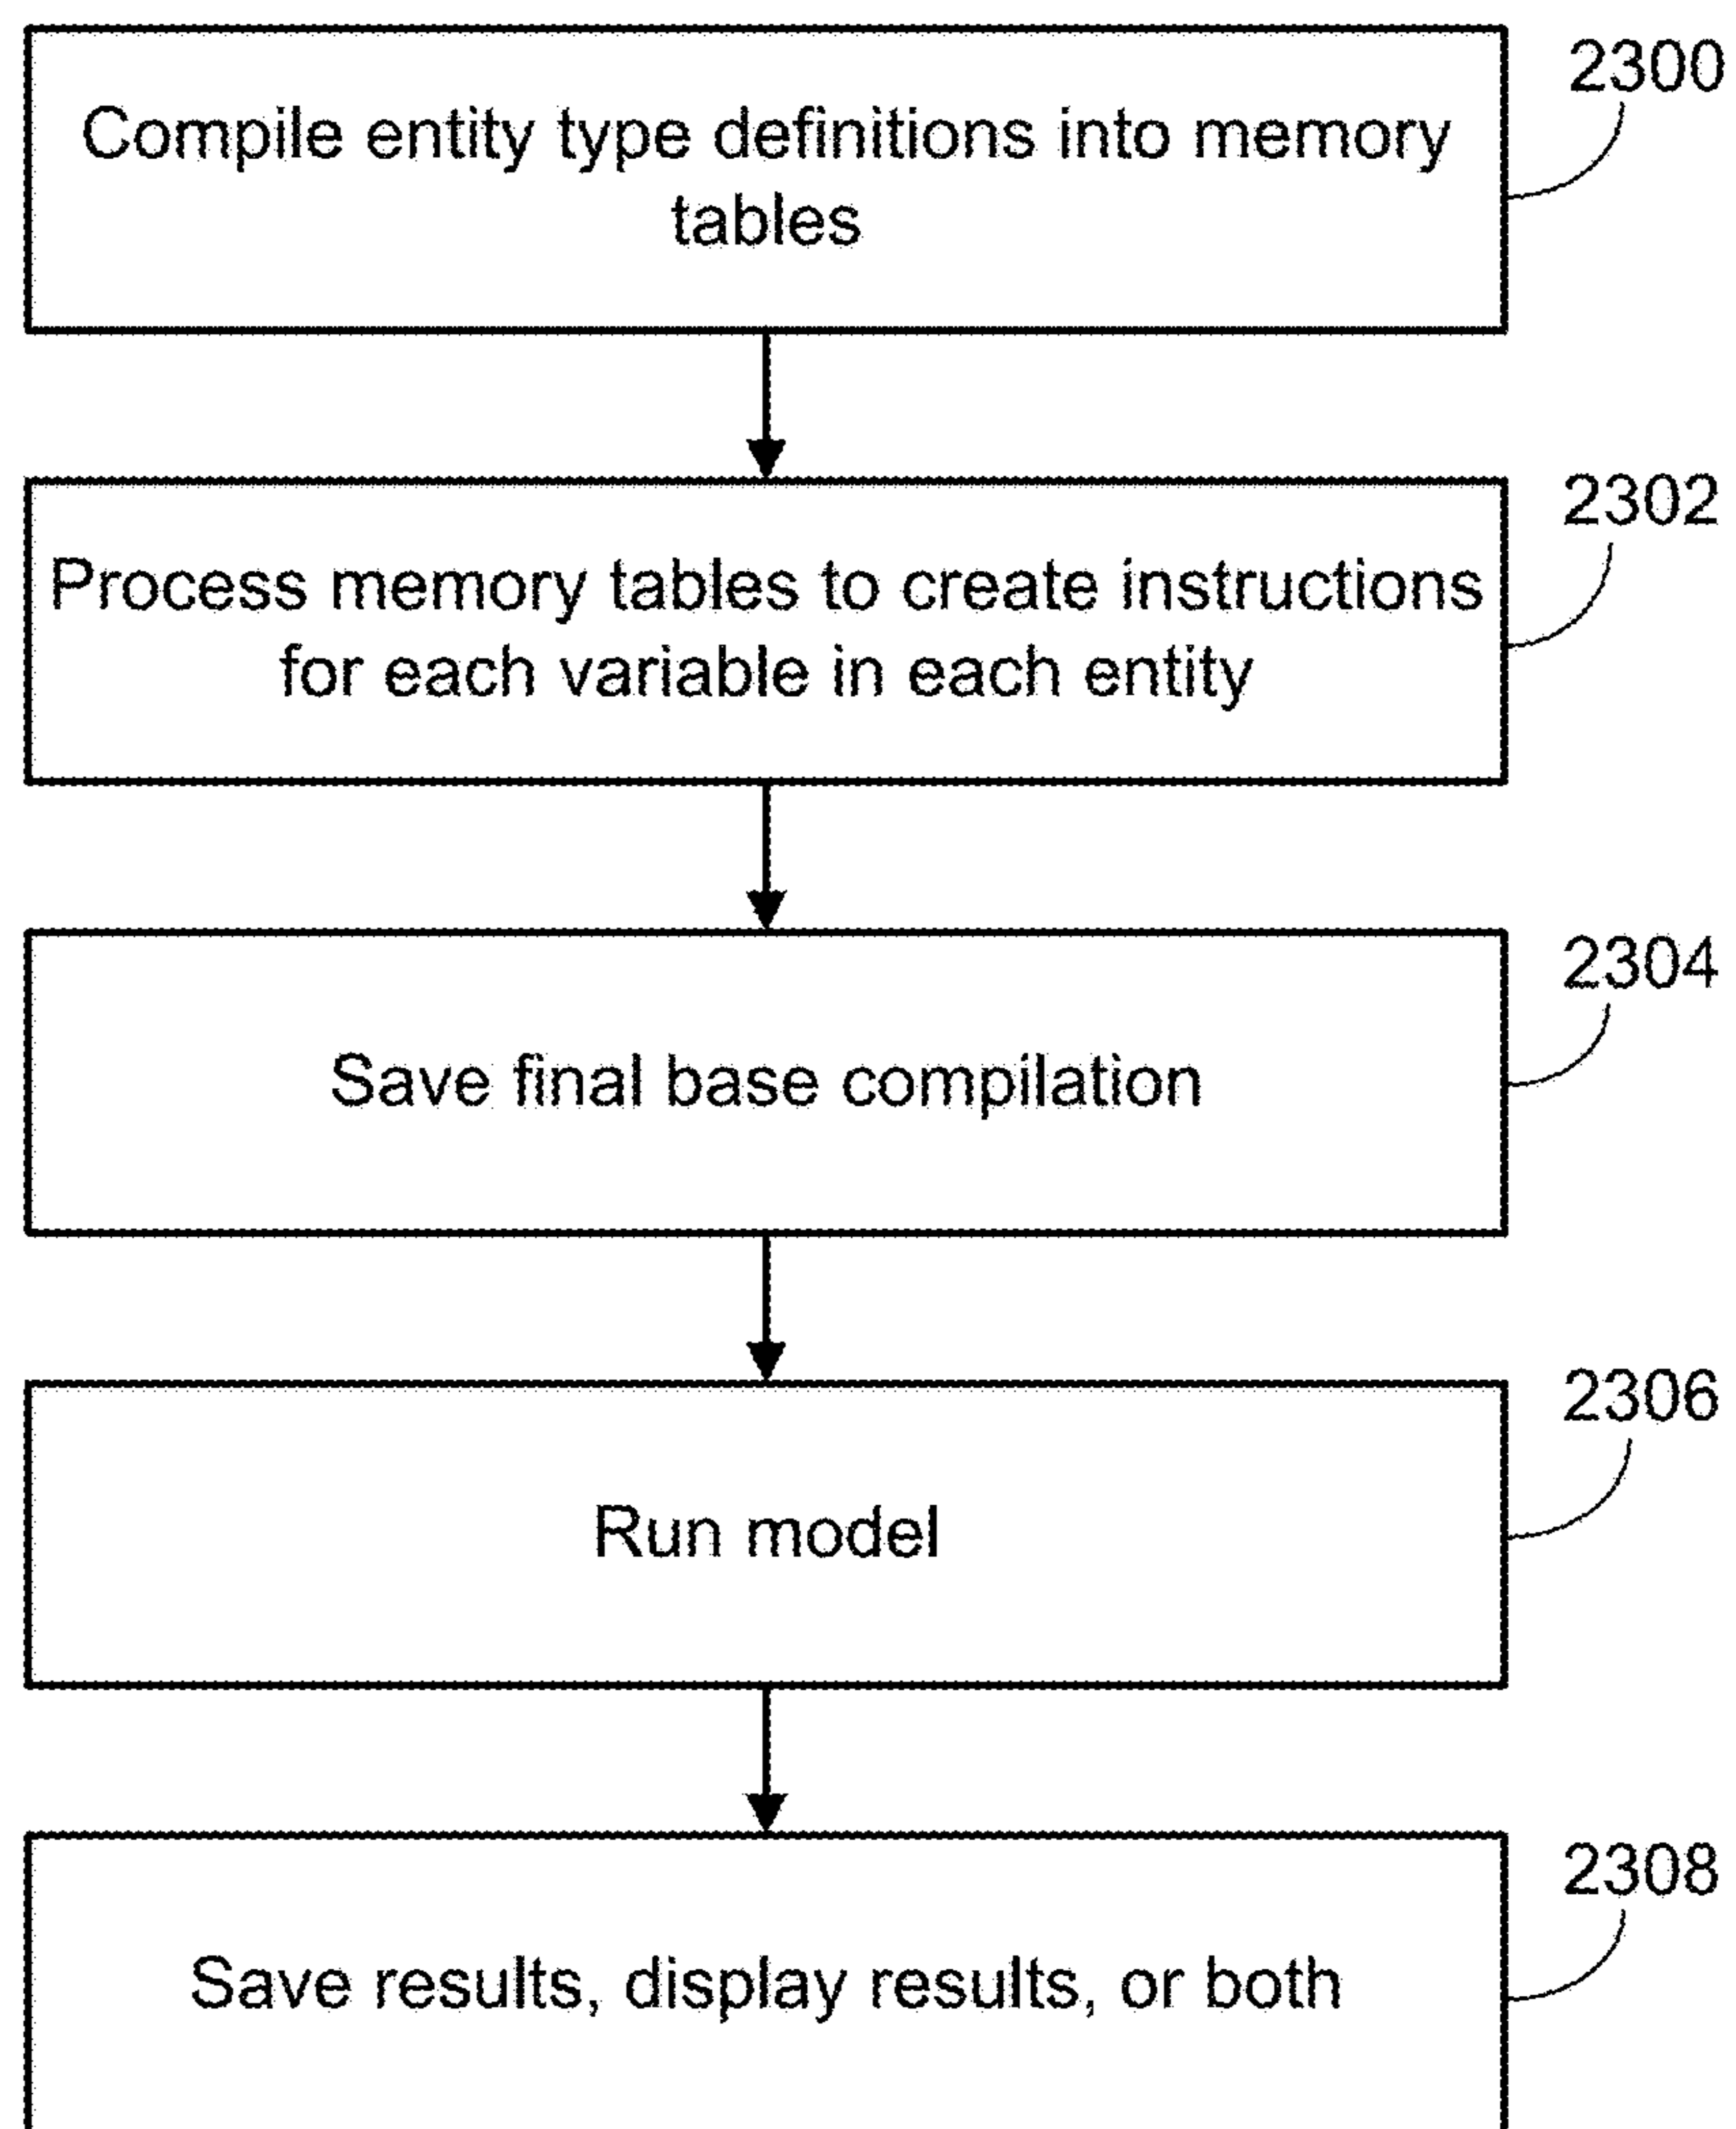 2300
Compile entity type definitions into memory
tables
2302
Process memory tables to create instructions
for each variable in each entity
2304
Save final base compilation
2306
Run model
2308
Save results, display results, or both